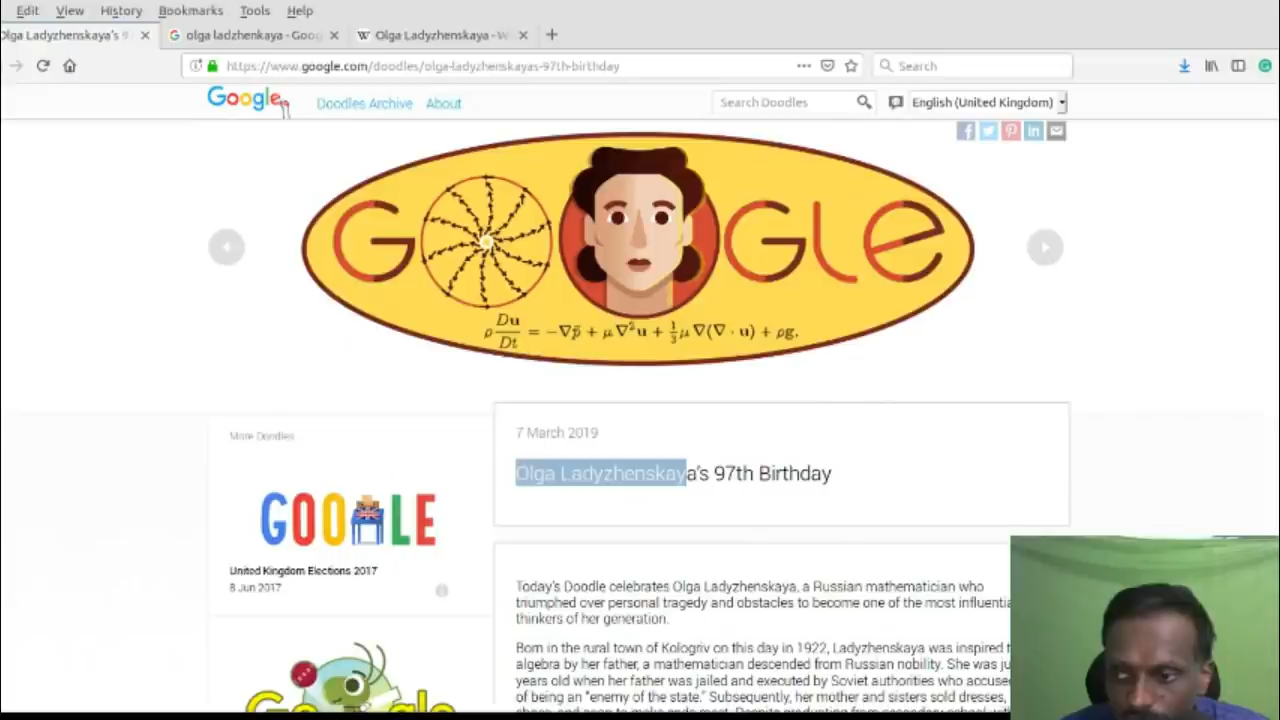 Edit View History Bookmarks Tools Help
Olga Ladyzhenskaya's 9
olga ladzhenkaya - Goog
Olga Ladyzhenskaya - W
https://www.google.com/doodles/olga-ladyzhenskayas-97th-birthday
Search
Google
Doodles Archive
About
Search Doodles
English (United Kingdom)
GOOGLE
ρ Du/Dt = −∇p̄ + μ∇²u + ⅓μ∇(∇ · u) + ρg.
7 March 2019
Olga Ladyzhenskaya's 97th Birthday
More Doodles
GOOGLE
United Kingdom Elections 2017
8 Jun 2017
Google
Today's Doodle celebrates Olga Ladyzhenskaya, a Russian mathematician who
triumphed over personal tragedy and obstacles to become one of the most influentia
thinkers of her generation.
Born in the rural town of Kologriv on this day in 1922, Ladyzhenskaya was inspired t
algebra by her father, a mathematician descended from Russian nobility. She was ju
years old when her father was jailed and executed by Soviet authorities who accuse
of being an "enemy of the state." Subsequently, her mother and sisters sold dresses,